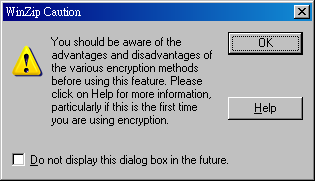 WinZip Caution
You should be aware of the
advantages and disadvantages of
the various encryption methods
before using this feature. Please
click on Help for more information,
particularly if this is the first time
you are using encryption.
OK
Help
Do not display this dialog box in the future.